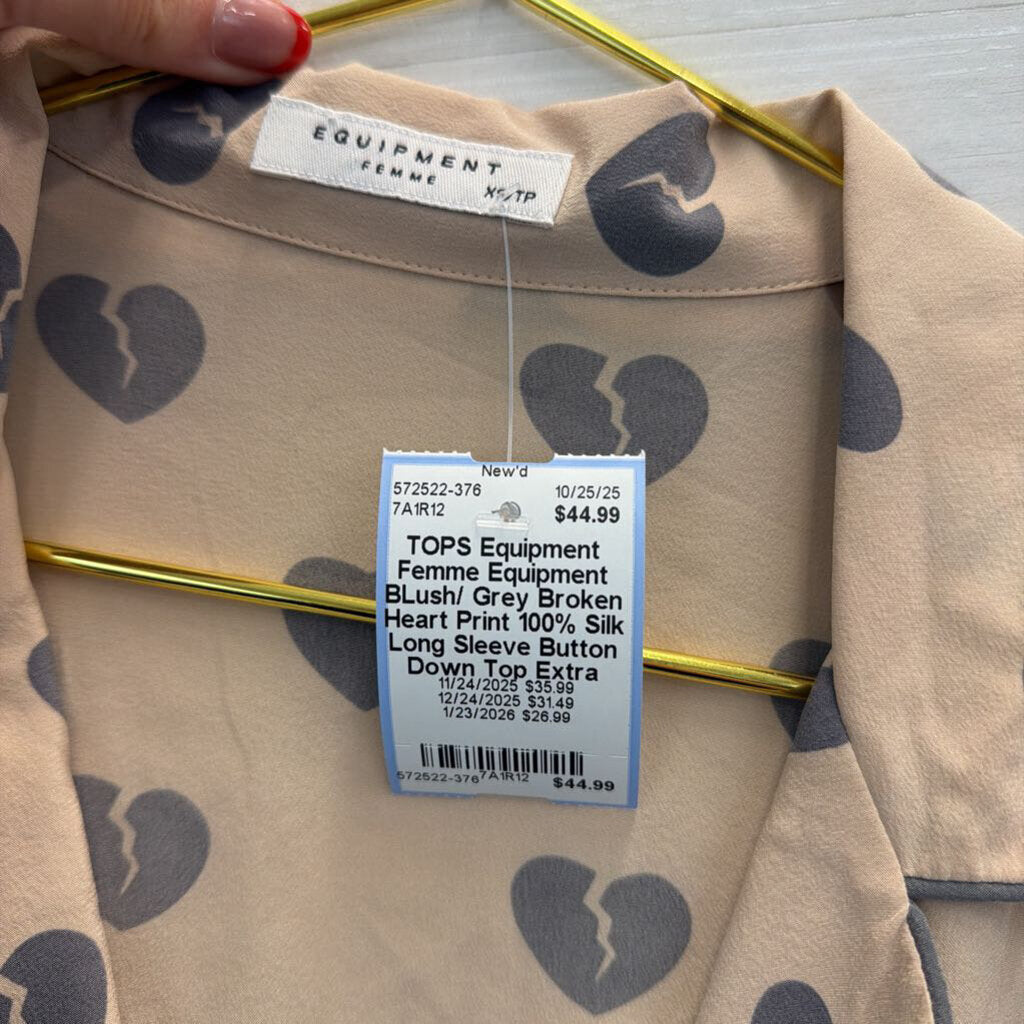 EQUIPMENT
FEMME
XS/TP
New'd
572522-376 10/25/25
7A1R12 $44.99
TOPS Equipment
Femme Equipment
BLush/ Grey Broken
Heart Print 100% Silk
Long Sleeve Button
Down Top Extra
11/24/2025 $35.99
12/24/2025 $31.49
1/23/2026 $26.99
572522-376 7A1R12 $44.99